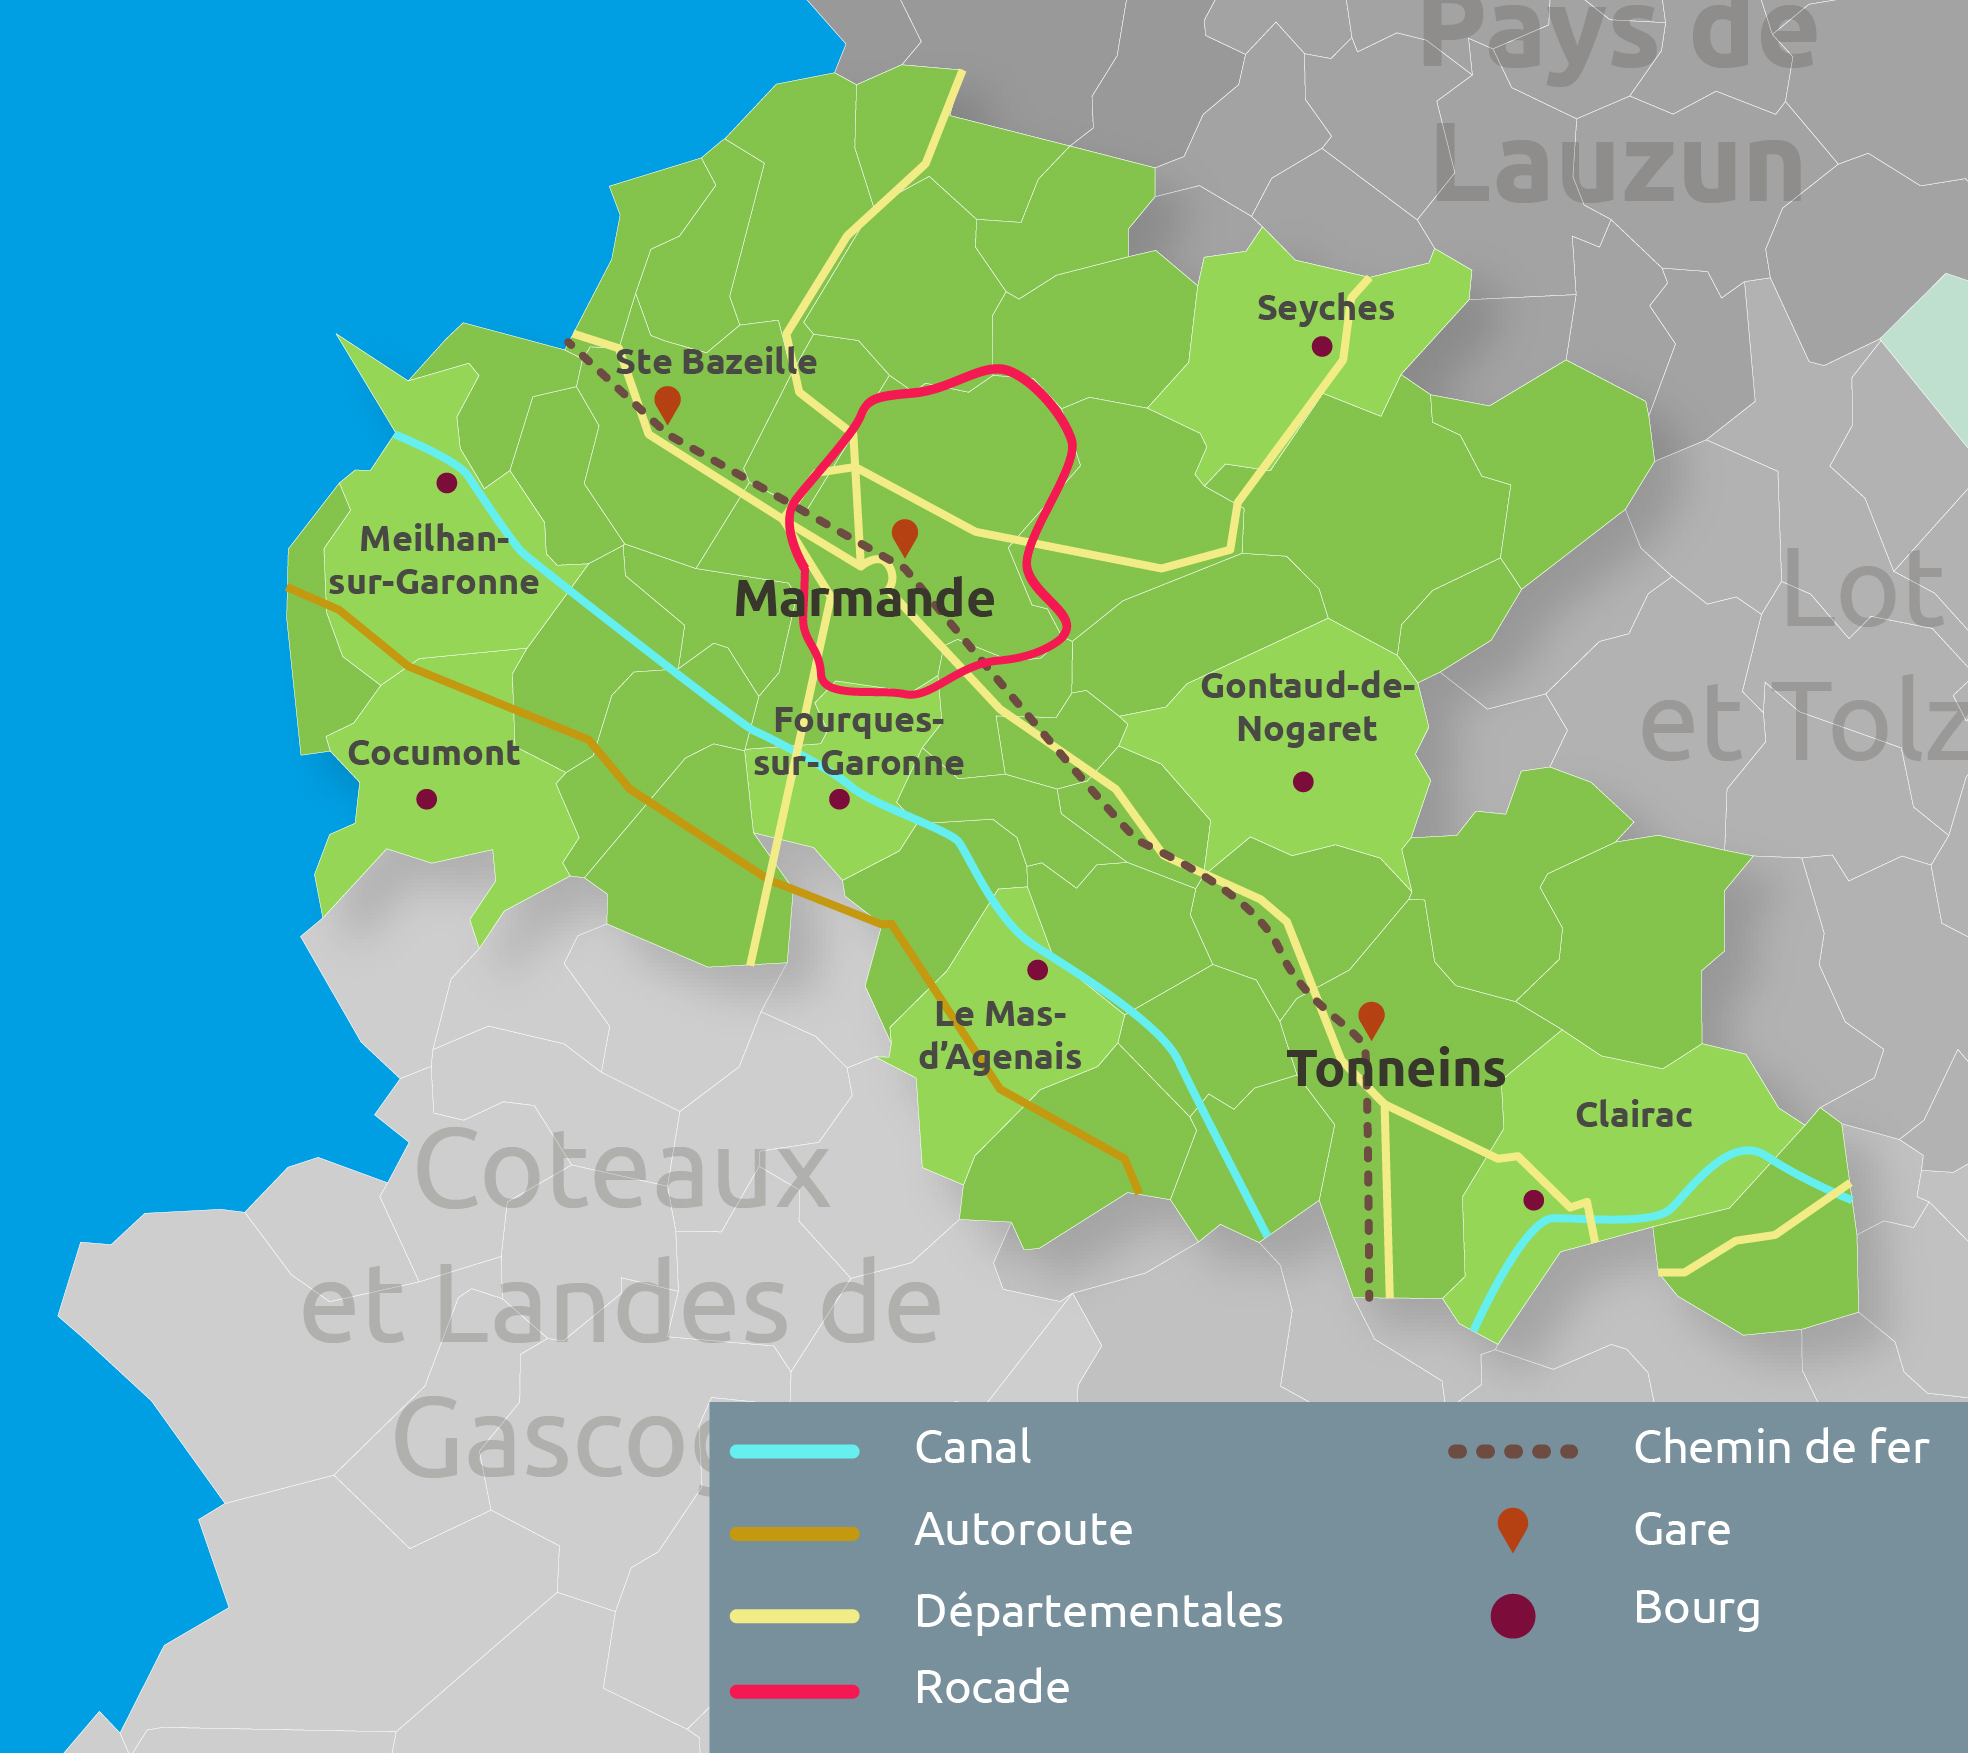 Pays de
Lauzun
Seyches
Ste Bazeille
Meilhan-
sur-Garonne
Marmande
Lot
et Tolz
Gontaud-de-
Nogaret
Fourques-
sur-Garonne
Cocumont
Le Mas-
d’Agenais
Tonneins
Clairac
Coteaux
et Landes de
Gascog
Canal
Autoroute
Départementales
Rocade
Chemin de fer
Gare
Bourg